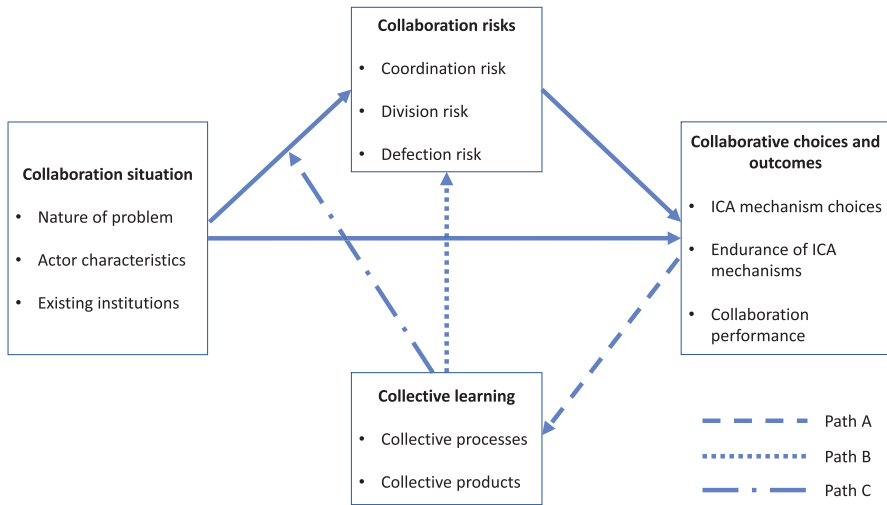 Collaboration risks
• Coordination risk
• Division risk
• Defection risk
Collaboration situation
• Nature of problem
• Actor characteristics
• Existing institutions
Collaborative choices and
outcomes
• ICA mechanism choices
• Endurance of ICA
mechanisms
• Collaboration
performance
Collective learning
• Collective processes
• Collective products
Path A
Path B
Path C